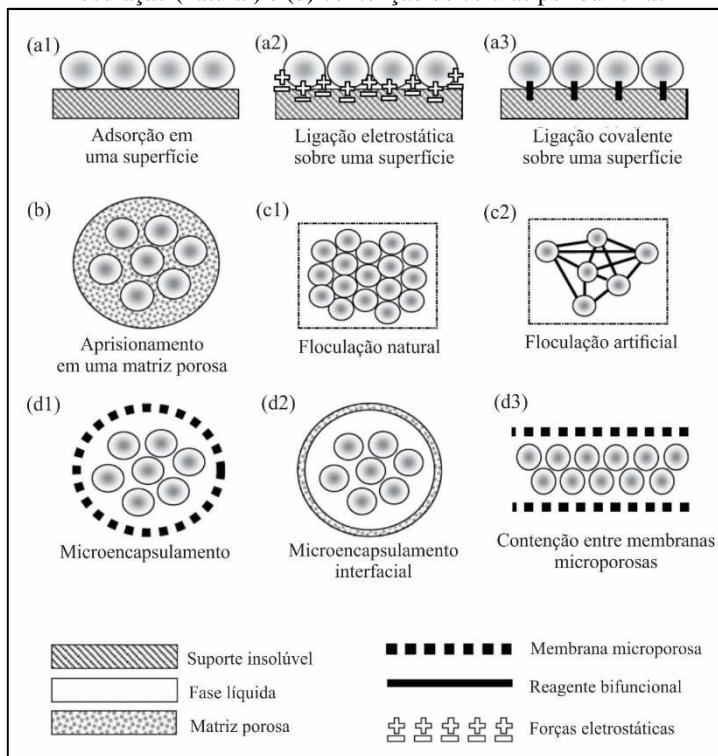 (a1)
(a2)
(a3)
Adsorção em
uma superfície
Ligação eletrostática
sobre uma superfície
Ligação covalente
sobre uma superfície
(b)
(c1)
(c2)
Aprisionamento
em uma matriz porosa
Floculação natural
Floculação artificial
(d1)
(d2)
(d3)
Microencapsulamento
Microencapsulamento
interfacial
Contenção entre membranas
microporosas
Suporte insolúvel
Fase líquida
Matriz porosa
Membrana microporosa
Reagente bifuncional
Forças eletrostáticas